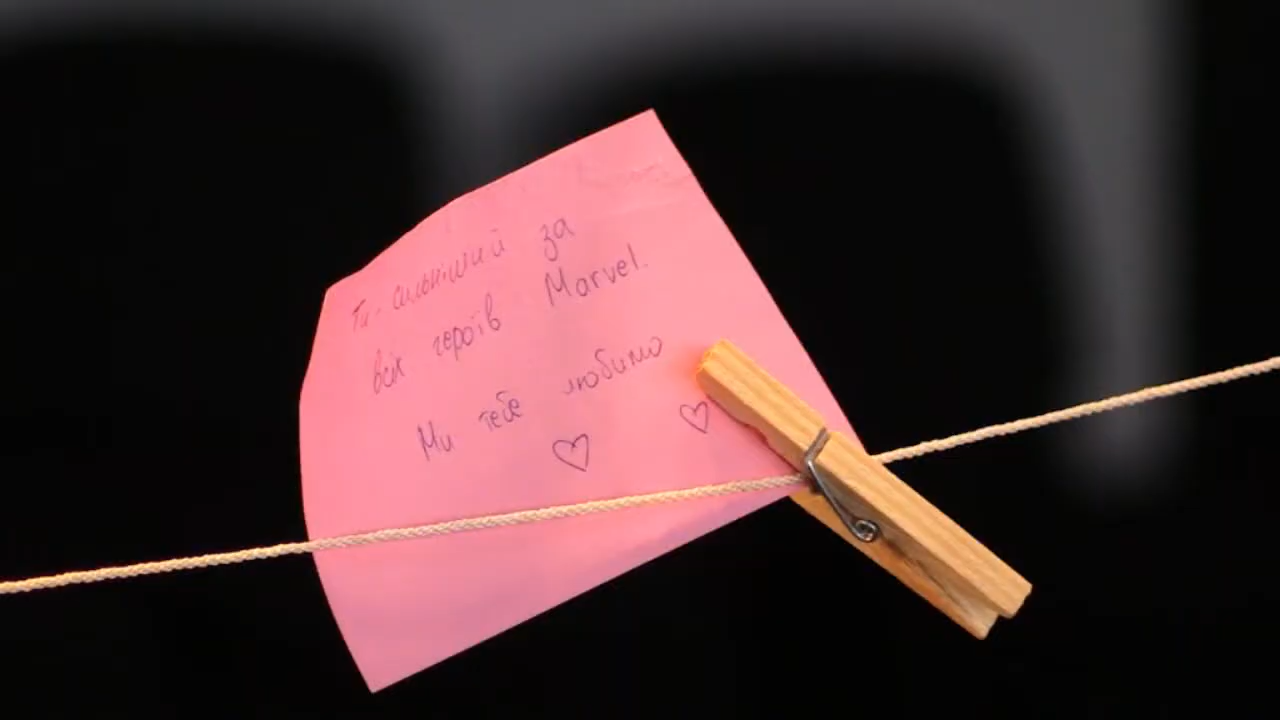 Ти - сильніший за
всіх героїв Marvel.
Ми тебе любимо
♡ ♡